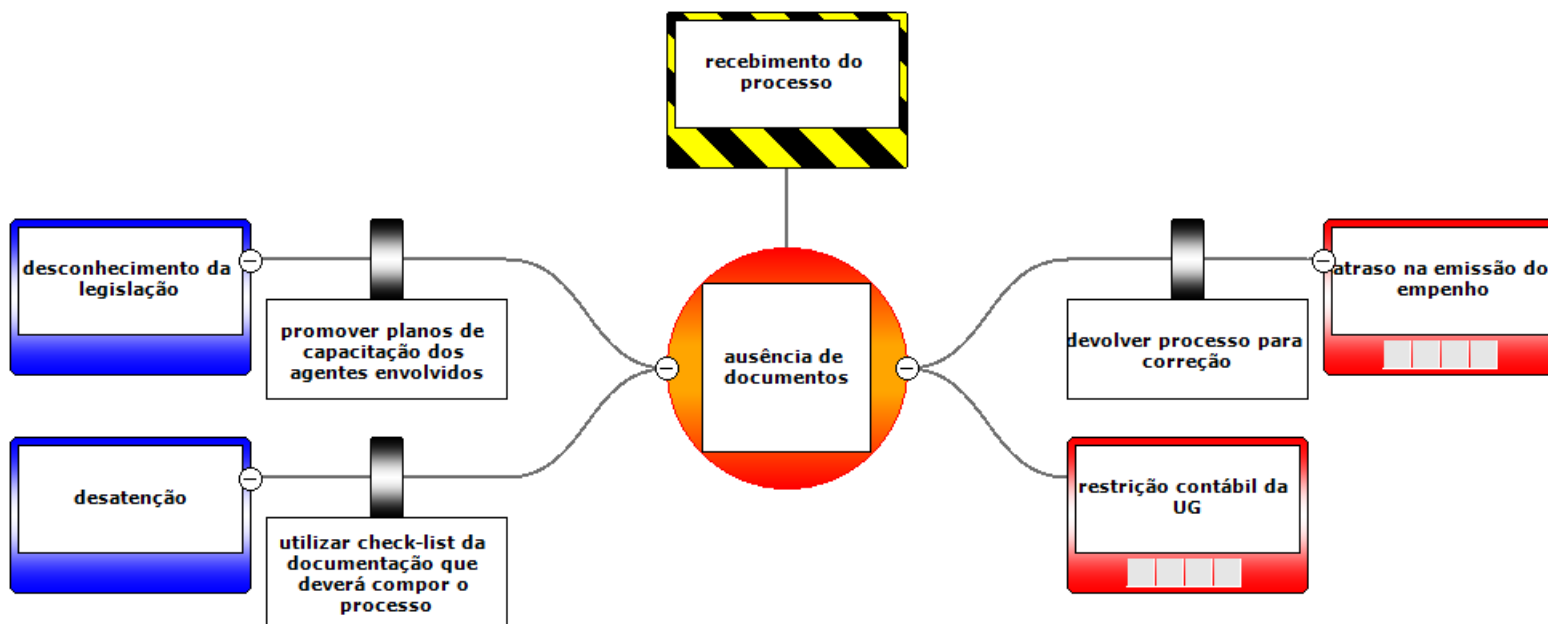 recebimento do
processo
desconhecimento da
legislação
promover planos de
capacitação dos
agentes envolvidos
ausência de
documentos
devolver processo para
correção
atraso na emissão do
empenho
desatenção
utilizar check-list da
documentação que
deverá compor o
processo
restrição contábil da
UG